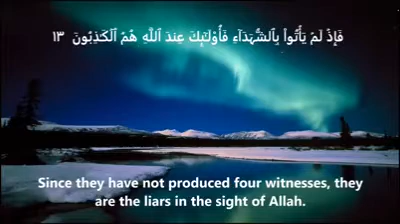 فَإِذْ لَمْ يَأْتُوا۟ بِٱلشُّهَدَآءِ فَأُو۟لَـٰٓئِكَ عِندَ ٱللَّهِ هُمُ ٱلْكَـٰذِبُونَ ١٣
Since they have not produced four witnesses, they
are the liars in the sight of Allah.